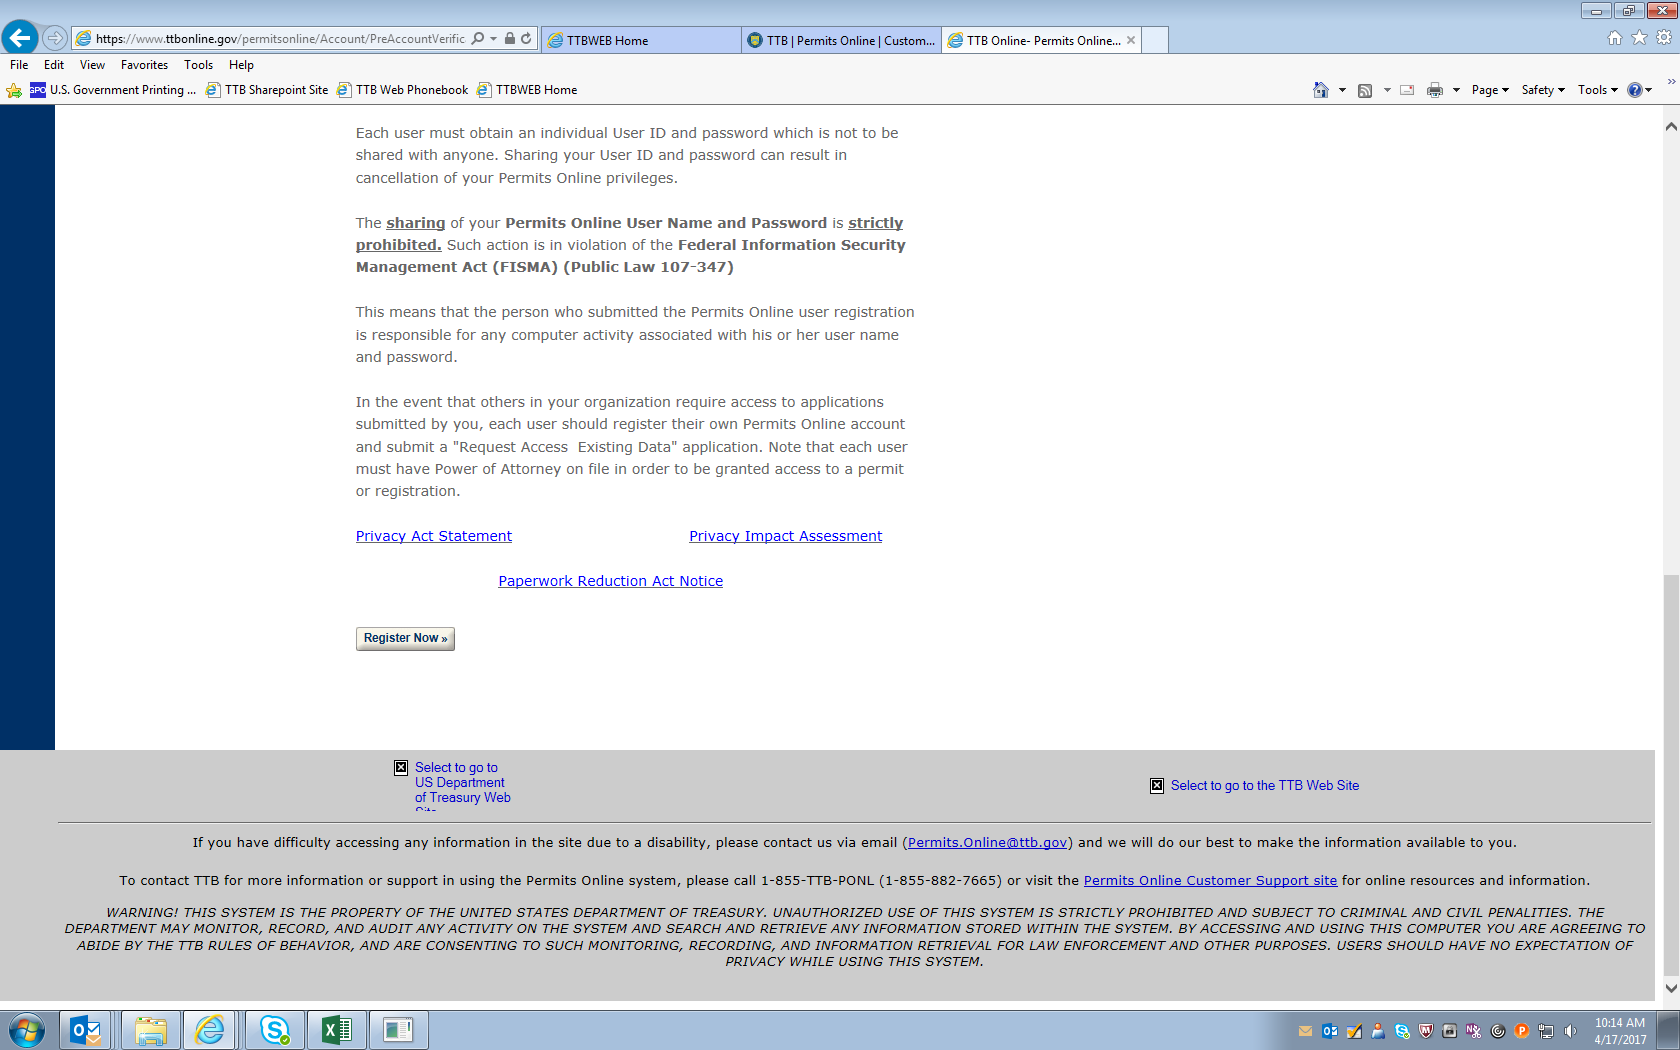 https://www.ttbonline.gov/permitsonline/Account/PreAccountVerific
TTBWEB Home
TTB | Permits Online | Custom...
TTB Online- Permits Online...
File Edit View Favorites Tools Help
GPO U.S. Government Printing ... TTB Sharepoint Site TTB Web Phonebook TTBWEB Home
Page Safety Tools
Each user must obtain an individual User ID and password which is not to be
shared with anyone. Sharing your User ID and password can result in
cancellation of your Permits Online privileges.
The sharing of your Permits Online User Name and Password is strictly
prohibited. Such action is in violation of the Federal Information Security
Management Act (FISMA) (Public Law 107-347)
This means that the person who submitted the Permits Online user registration
is responsible for any computer activity associated with his or her user name
and password.
In the event that others in your organization require access to applications
submitted by you, each user should register their own Permits Online account
and submit a "Request Access  Existing Data" application. Note that each user
must have Power of Attorney on file in order to be granted access to a permit
or registration.
Privacy Act Statement
Privacy Impact Assessment
Paperwork Reduction Act Notice
Register Now »
Select to go to
US Department
of Treasury Web
Site
Select to go to the TTB Web Site
If you have difficulty accessing any information in the site due to a disability, please contact us via email (Permits.Online@ttb.gov) and we will do our best to make the information available to you.
To contact TTB for more information or support in using the Permits Online system, please call 1-855-TTB-PONL (1-855-882-7665) or visit the Permits Online Customer Support site for online resources and information.
WARNING! THIS SYSTEM IS THE PROPERTY OF THE UNITED STATES DEPARTMENT OF TREASURY. UNAUTHORIZED USE OF THIS SYSTEM IS STRICTLY PROHIBITED AND SUBJECT TO CRIMINAL AND CIVIL PENALITIES. THE
DEPARTMENT MAY MONITOR, RECORD, AND AUDIT ANY ACTIVITY ON THE SYSTEM AND SEARCH AND RETRIEVE ANY INFORMATION STORED WITHIN THE SYSTEM. BY ACCESSING AND USING THIS COMPUTER YOU ARE AGREEING TO
ABIDE BY THE TTB RULES OF BEHAVIOR, AND ARE CONSENTING TO SUCH MONITORING, RECORDING, AND INFORMATION RETRIEVAL FOR LAW ENFORCEMENT AND OTHER PURPOSES. USERS SHOULD HAVE NO EXPECTATION OF
PRIVACY WHILE USING THIS SYSTEM.
10:14 AM
4/17/2017